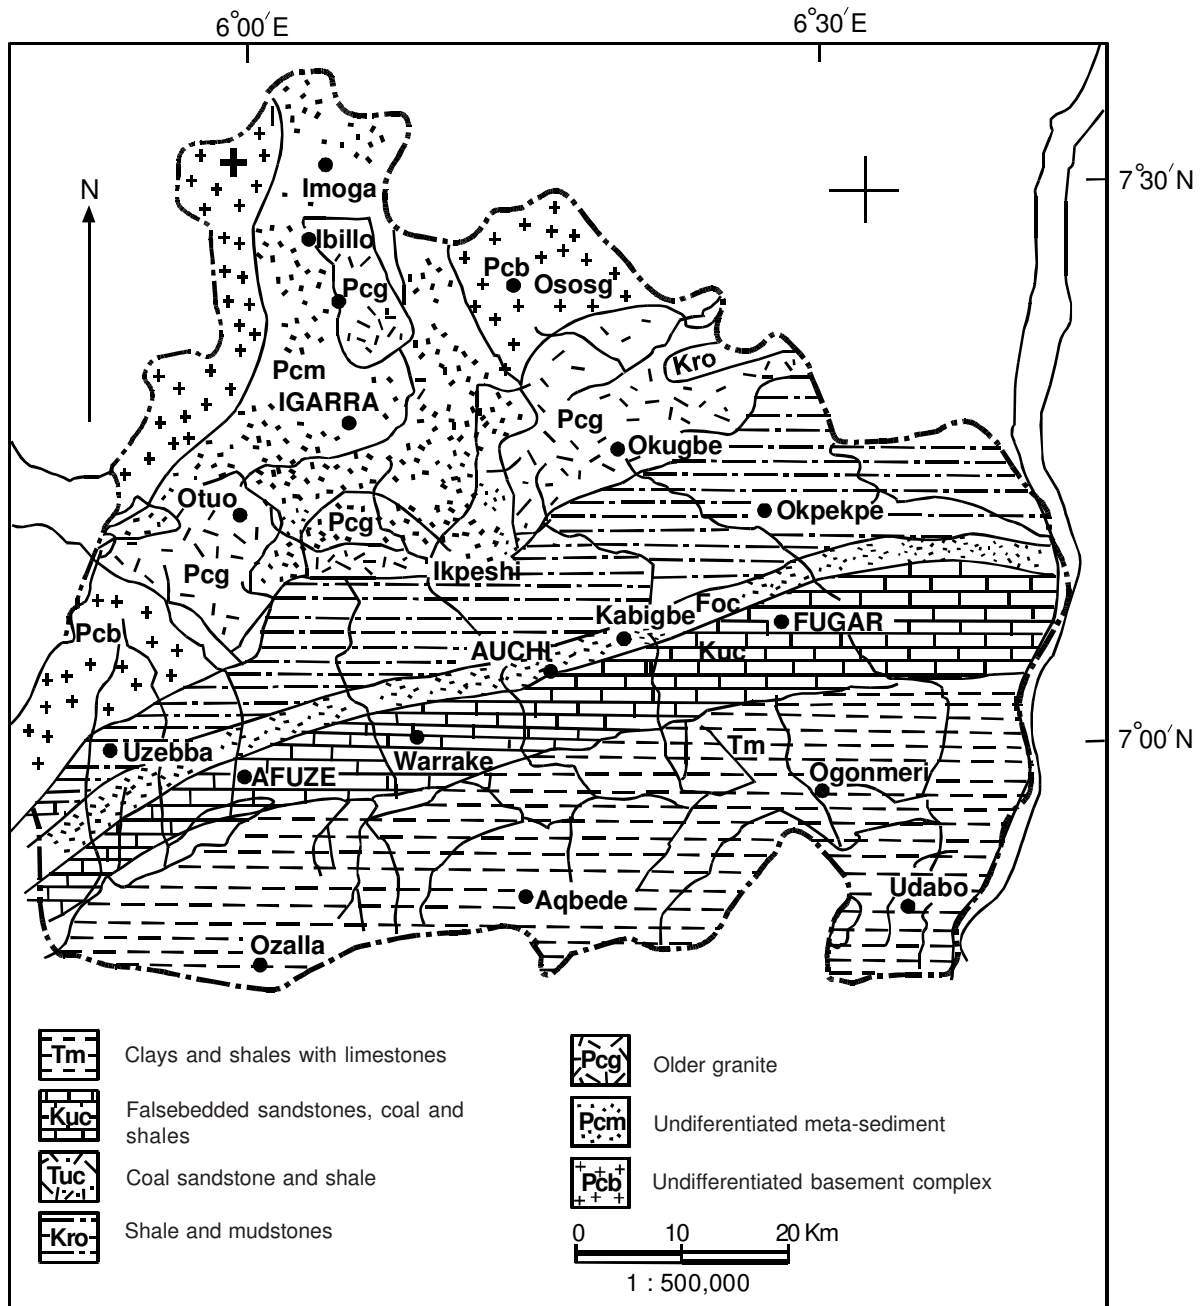 6°00′E
6°30′E
7°30′N
N
Imoga
Ibillo
Pcb
Ososg
Pcg
Kro
Pcm
IGARRA
Pcg
Okugbe
Otuo
Pcg
Okpekpe
Pcg
Ikpeshi
Kabigbe
Foc
FUGAR
Pcb
AUCHI
Kuc
7°00′N
Uzebba
Warrake
Tm
AFUZE
Ogonmeri
Aqbede
Udabo
Ozalla
Tm
Clays and shales with limestones
Kuc
Falsebedded sandstones, coal and
shales
Tuc
Coal sandstone and shale
Kro
Shale and mudstones
Pcg
Older granite
Pcm
Undiferentiated meta-sediment
Pcb
Undifferentiated basement complex
0 10 20 Km
1 : 500,000